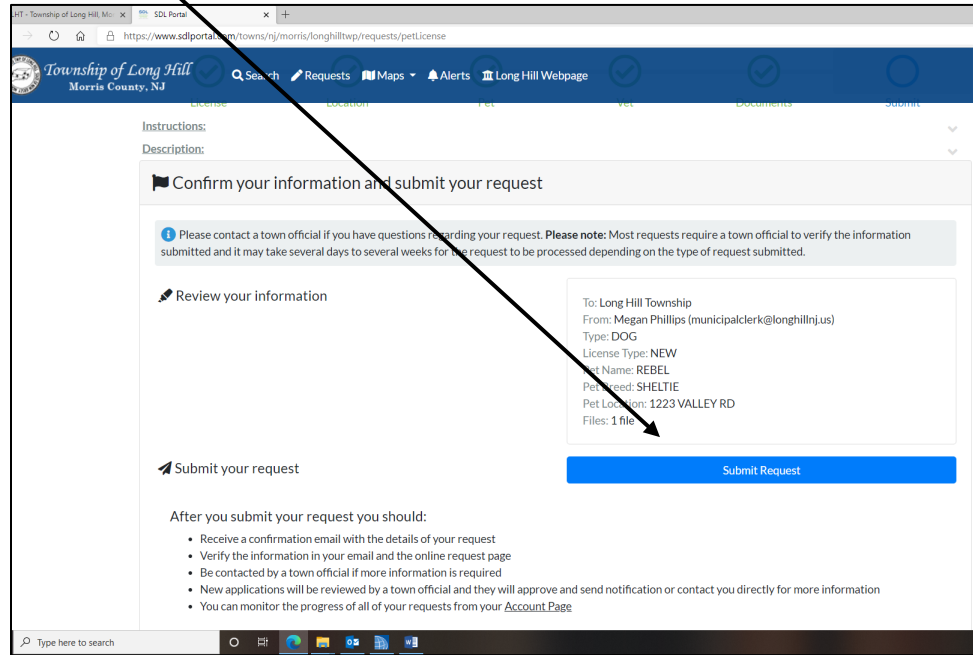 LHT - Township of Long Hill, Mo
SDL Portal
https://www.sdlportal.com/towns/nj/morris/longhilltwp/requests/petLicense
Township of Long Hill
Morris County, NJ
Search Requests Maps Alerts Long Hill Webpage
License Location Pet Vet Documents Submit
Instructions:
Description:
Confirm your information and submit your request
Please contact a town official if you have questions regarding your request. Please note: Most requests require a town official to verify the information
submitted and it may take several days to several weeks for the request to be processed depending on the type of request submitted.
Review your information
To: Long Hill Township
From: Megan Phillips (municipalclerk@longhillnj.us)
Type: DOG
License Type: NEW
Pet Name: REBEL
Pet Breed: SHELTIE
Pet Location: 1223 VALLEY RD
Files: 1 file
Submit your request
Submit Request
After you submit your request you should:
• Receive a confirmation email with the details of your request
• Verify the information in your email and the online request page
• Be contacted by a town official if more information is required
• New applications will be reviewed by a town official and they will approve and send notification or contact you directly for more information
• You can monitor the progress of all of your requests from your Account Page
Type here to search